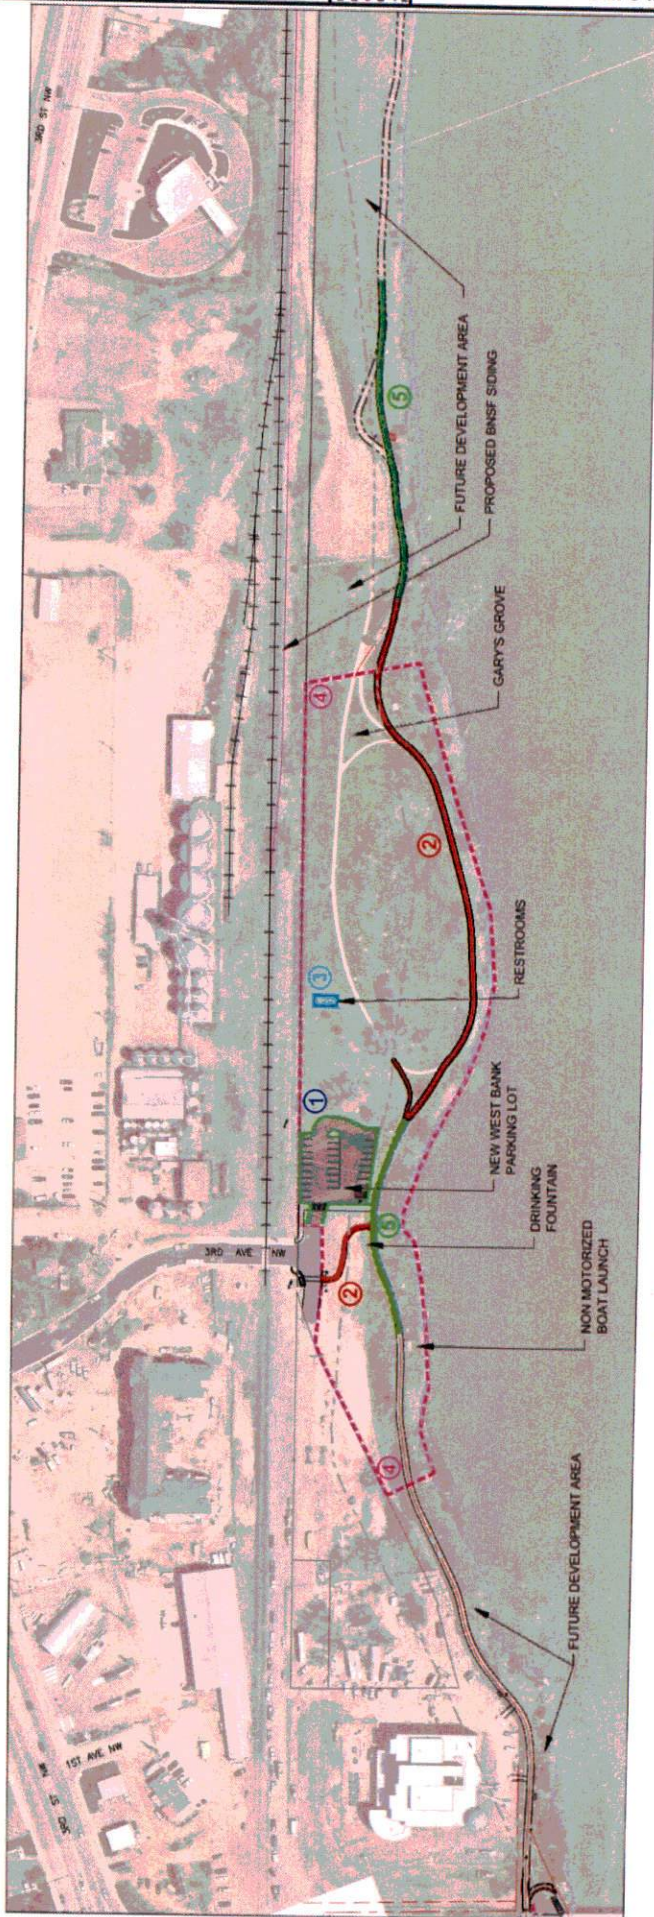 3RD ST NW
FUTURE DEVELOPMENT AREA
PROPOSED BNSF SIDING
5
GARY'S GROVE
4
2
RESTROOMS
3
1
NEW WEST BANK
PARKING LOT
DRINKING
FOUNTAIN
5
3RD AVE NW
2
NON MOTORIZED
BOAT LAUNCH
4
FUTURE DEVELOPMENT AREA
1ST AVE NW
3RD ST NW